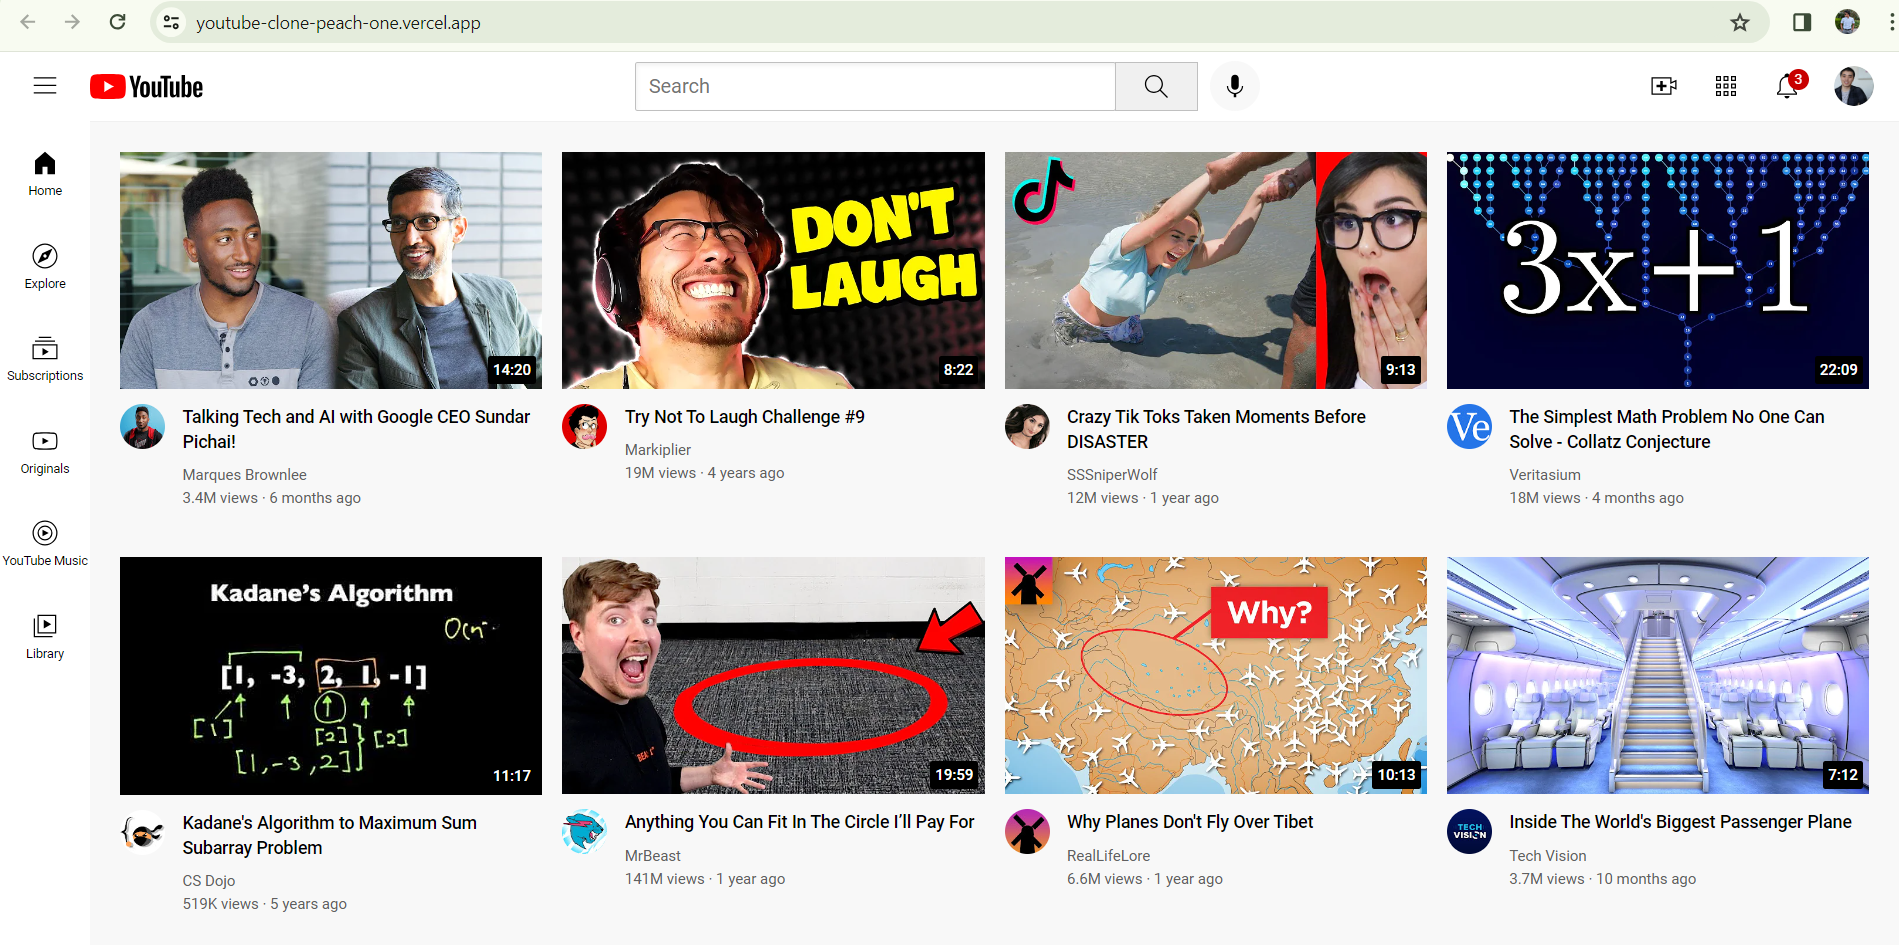 youtube-clone-peach-one.vercel.app
YouTube
Search
3
Home
Explore
Subscriptions
Originals
YouTube Music
Library
14:20
Talking Tech and AI with Google CEO Sundar
Pichai!
Marques Brownlee
3.4M views · 6 months ago
DON'T
LAUGH
8:22
Try Not To Laugh Challenge #9
Markiplier
19M views · 4 years ago
9:13
Crazy Tik Toks Taken Moments Before
DISASTER
SSSniperWolf
12M views · 1 year ago
3x+1
22:09
Ve
The Simplest Math Problem No One Can
Solve - Collatz Conjecture
Veritasium
18M views · 4 months ago
Kadane's Algorithm
[1, -3, 2, 1, -1]
[1]
[2]
[2]
[1,-3,2]
11:17
Kadane's Algorithm to Maximum Sum
Subarray Problem
CS Dojo
519K views · 5 years ago
19:59
Anything You Can Fit In The Circle I’ll Pay For
MrBeast
141M views · 1 year ago
Why?
10:13
Why Planes Don't Fly Over Tibet
RealLifeLore
6.6M views · 1 year ago
7:12
TECH
VISION
Inside The World's Biggest Passenger Plane
Tech Vision
3.7M views · 10 months ago